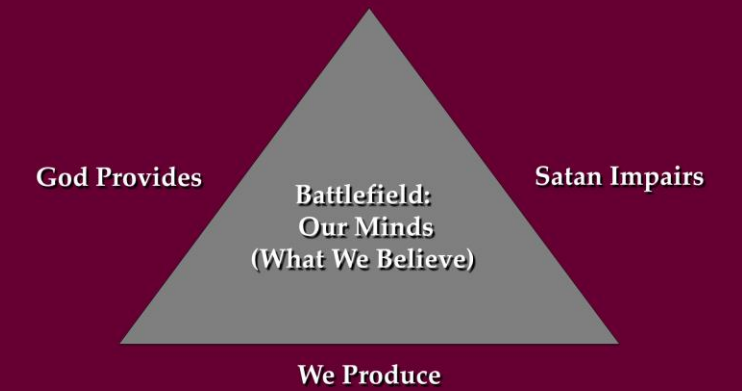 God Provides
Satan Impairs
Battlefield:
Our Minds
(What We Believe)
We Produce